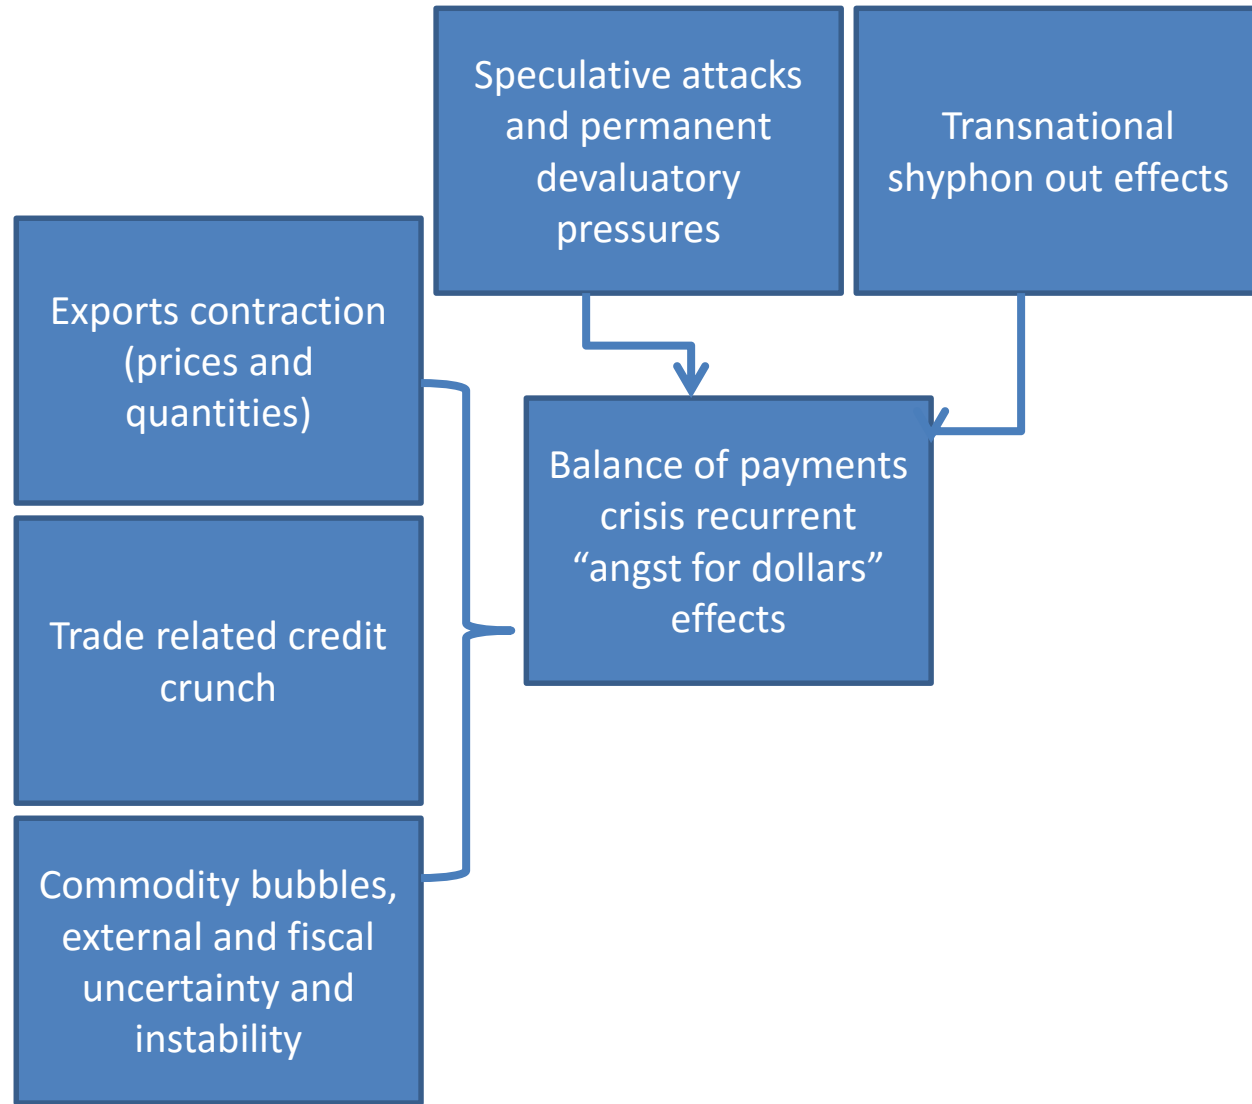 Speculative attacks
and permanent
devaluatory
pressures
Transnational
shyphon out effects
Exports contraction
(prices and
quantities)
Balance of payments
crisis recurrent
“angst for dollars”
effects
Trade related credit
crunch
Commodity bubbles,
external and fiscal
uncertainty and
instability